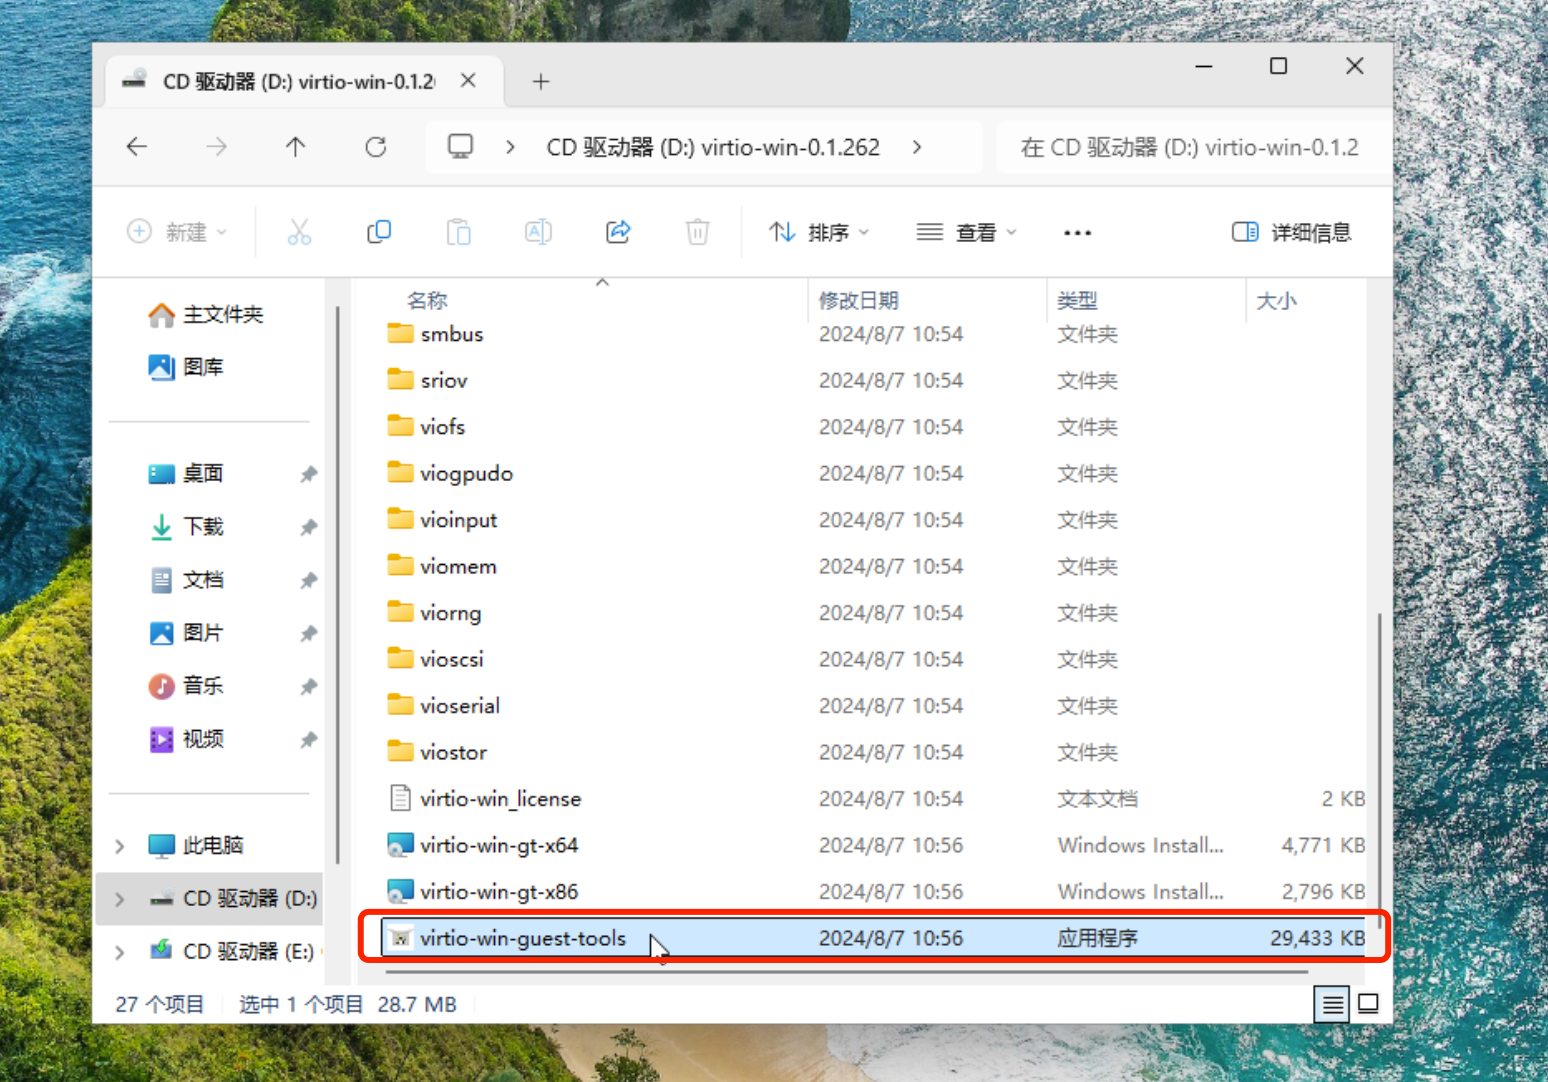 CD 驱动器 (D:) virtio-win-0.1.2
CD 驱动器 (D:) virtio-win-0.1.262
在 CD 驱动器 (D:) virtio-win-0.1.2
新建
排序
查看
详细信息
主文件夹
图库
桌面
下载
文档
图片
音乐
视频
此电脑
CD 驱动器 (D:)
CD 驱动器 (E:)
名称 修改日期 类型 大小
smbus 2024/8/7 10:54 文件夹
sriov 2024/8/7 10:54 文件夹
viofs 2024/8/7 10:54 文件夹
viogpudo 2024/8/7 10:54 文件夹
vioinput 2024/8/7 10:54 文件夹
viomem 2024/8/7 10:54 文件夹
viorng 2024/8/7 10:54 文件夹
vioscsi 2024/8/7 10:54 文件夹
vioserial 2024/8/7 10:54 文件夹
viostor 2024/8/7 10:54 文件夹
virtio-win_license 2024/8/7 10:54 文本文档 2 KB
virtio-win-gt-x64 2024/8/7 10:56 Windows Install... 4,771 KB
virtio-win-gt-x86 2024/8/7 10:56 Windows Install... 2,796 KB
virtio-win-guest-tools 2024/8/7 10:56 应用程序 29,433 KB
27 个项目 选中 1 个项目 28.7 MB